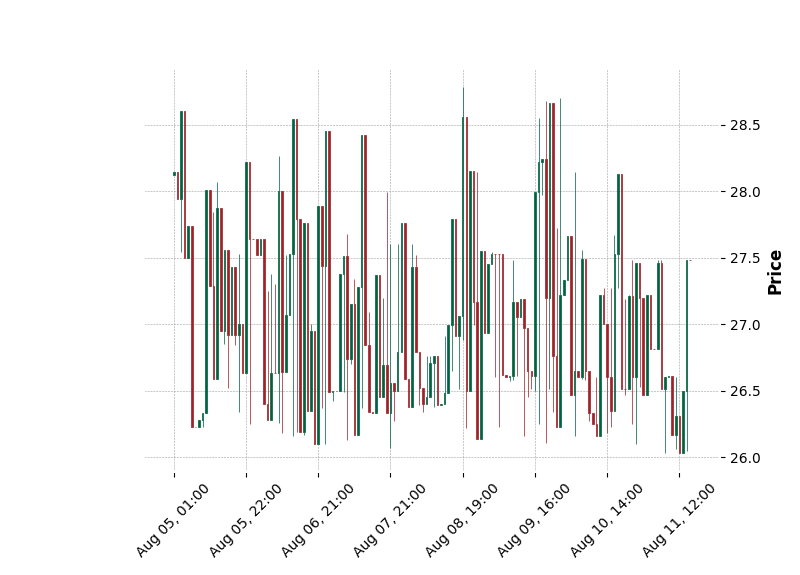 28.5
28.0
27.5
27.0
26.5
26.0
Price
Aug 05, 01:00
Aug 05, 22:00
Aug 06, 21:00
Aug 07, 21:00
Aug 08, 19:00
Aug 09, 16:00
Aug 10, 14:00
Aug 11, 12:00